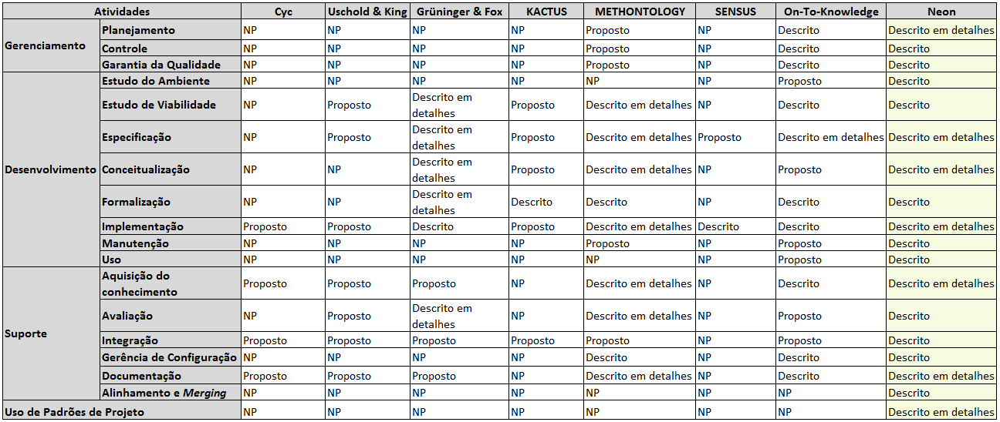 Atividades Cyc Uschold & King Grüninger & Fox KACTUS METHONTOLOGY SENSUS On-To-Knowledge Neon
Gerenciamento
Planejamento NP NP NP NP Proposto NP Descrito Descrito em detalhes
Controle NP NP NP NP Proposto NP Descrito Descrito
Garantia da Qualidade NP NP NP NP Proposto NP Descrito Descrito
Desenvolvimento
Estudo do Ambiente NP NP NP NP NP NP Proposto Descrito
Estudo de Viabilidade NP Proposto Descrito em detalhes Proposto Descrito em detalhes NP Descrito Descrito
Especificação NP Proposto Descrito em detalhes Proposto Descrito em detalhes Proposto Descrito em detalhes Descrito em detalhes
Conceitualização NP NP Descrito em detalhes Proposto Descrito em detalhes NP Proposto Descrito em detalhes
Formalização NP NP Descrito em detalhes Descrito Descrito NP Descrito Descrito
Implementação Proposto Proposto Descrito Proposto Descrito em detalhes Descrito Descrito Descrito em detalhes
Manutenção NP NP NP NP Proposto NP Proposto Descrito
Uso NP NP NP NP NP NP Proposto Descrito
Suporte
Aquisição do conhecimento Proposto Proposto Proposto NP Descrito em detalhes NP Descrito Descrito em detalhes
Avaliação NP Proposto Descrito em detalhes NP Descrito em detalhes NP Proposto Descrito
Integração Proposto Proposto Proposto Proposto Proposto NP Proposto Descrito
Gerência de Configuração NP NP NP NP Descrito NP Descrito Descrito
Documentação Proposto Proposto Proposto NP Descrito em detalhes NP Descrito Descrito em detalhes
Alinhamento e Merging NP NP NP NP NP NP NP Descrito
Uso de Padrões de Projeto NP NP NP NP NP NP NP Descrito em detalhes